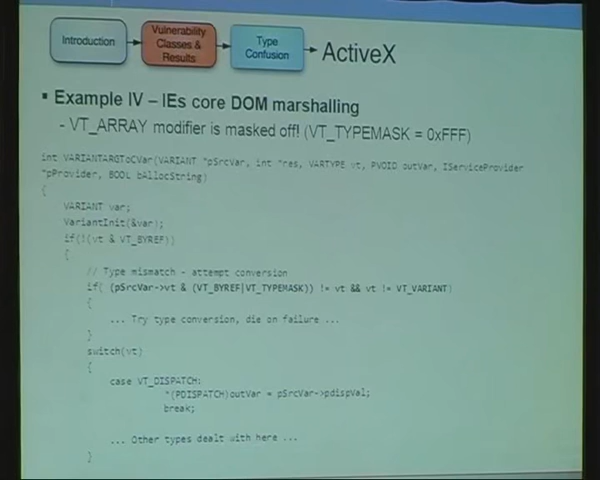 Introduction
Vulnerability
Classes &
Results
Type
Confusion
ActiveX
▪ Example IV – IEs core DOM marshalling
- VT_ARRAY modifier is masked off! (VT_TYPEMASK = 0xFFF)
int VARIANTARGToCVar(VARIANT *pSrcVar, int *res, VARTYPE vt, PVOID outVar, IServiceProvider
*pProvider, BOOL bAllocString)
{
VARIANT var;
VariantInit(&var);
if(!(vt & VT_BYREF))
{
// Type mismatch - attempt conversion
if( (pSrcVar->vt & (VT_BYREF|VT_TYPEMASK)) != vt && vt != VT_VARIANT)
{
... Try type conversion, die on failure ...
}
switch(vt)
{
case VT_DISPATCH:
*(PDISPATCH)outVar = pSrcVar->pdispVal;
break;
... Other types dealt with here ...
}